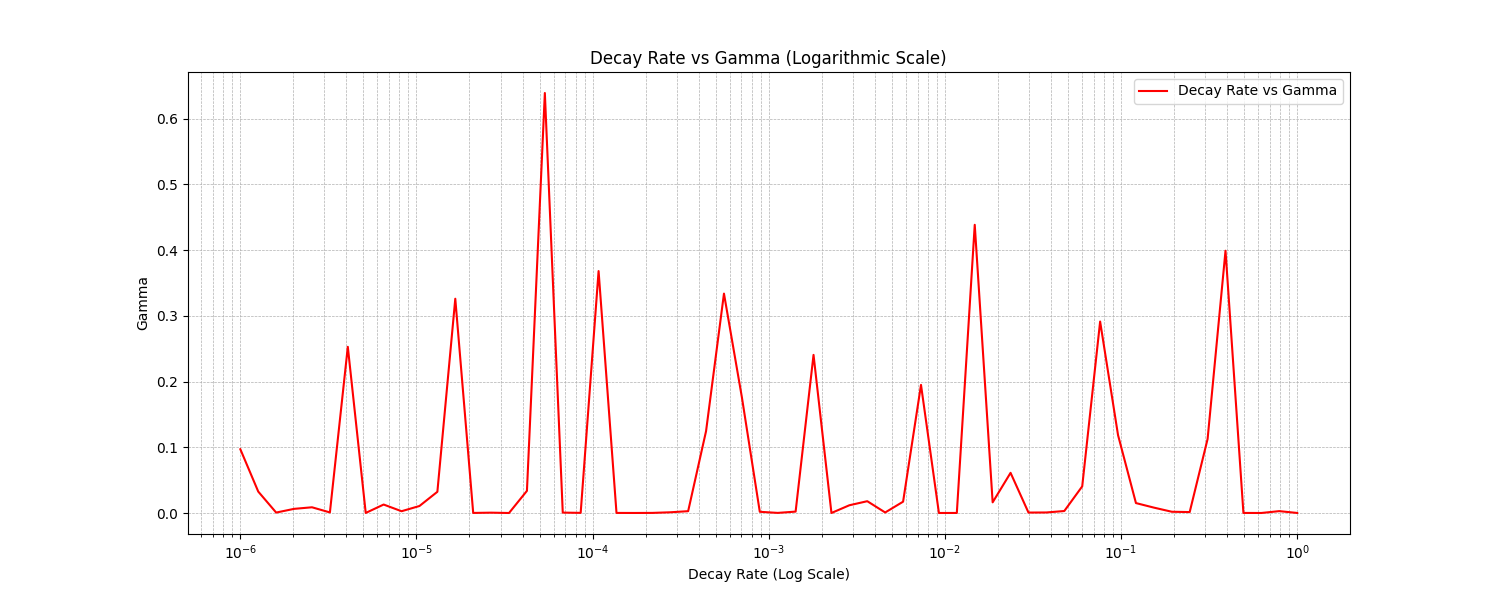 Decay Rate vs Gamma (Logarithmic Scale)
Decay Rate vs Gamma
0.6
0.5
0.4
0.3
0.2
0.1
0.0
Gamma
10⁻⁶ 10⁻⁵ 10⁻⁴ 10⁻³ 10⁻² 10⁻¹ 10⁰
Decay Rate (Log Scale)